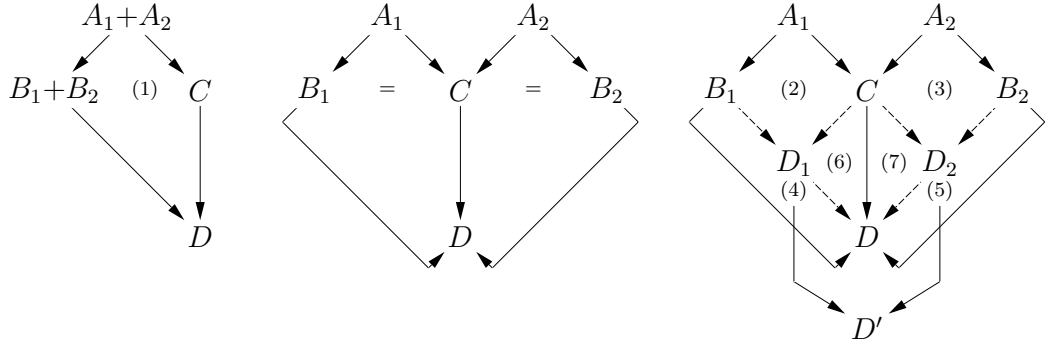 A₁+A₂ A₁ A₂ A₁ A₂
B₁+B₂ (1) C B₁ = C = B₂ B₁ (2) C (3) B₂
D₁ (6) (7) D₂
(4) (5)
D D D
D′